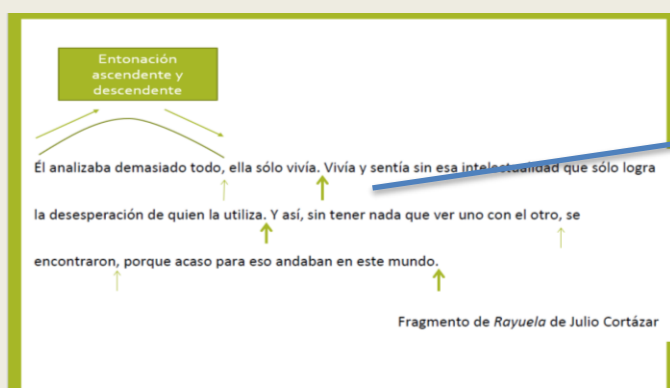 Entonación
ascendente y
descendente
Él analizaba demasiado todo, ella sólo vivía. Vivía y sentía sin esa intelectualidad que sólo logra
la desesperación de quien la utiliza. Y así, sin tener nada que ver uno con el otro, se
encontraron, porque acaso para eso andaban en este mundo.
Fragmento de Rayuela de Julio Cortázar